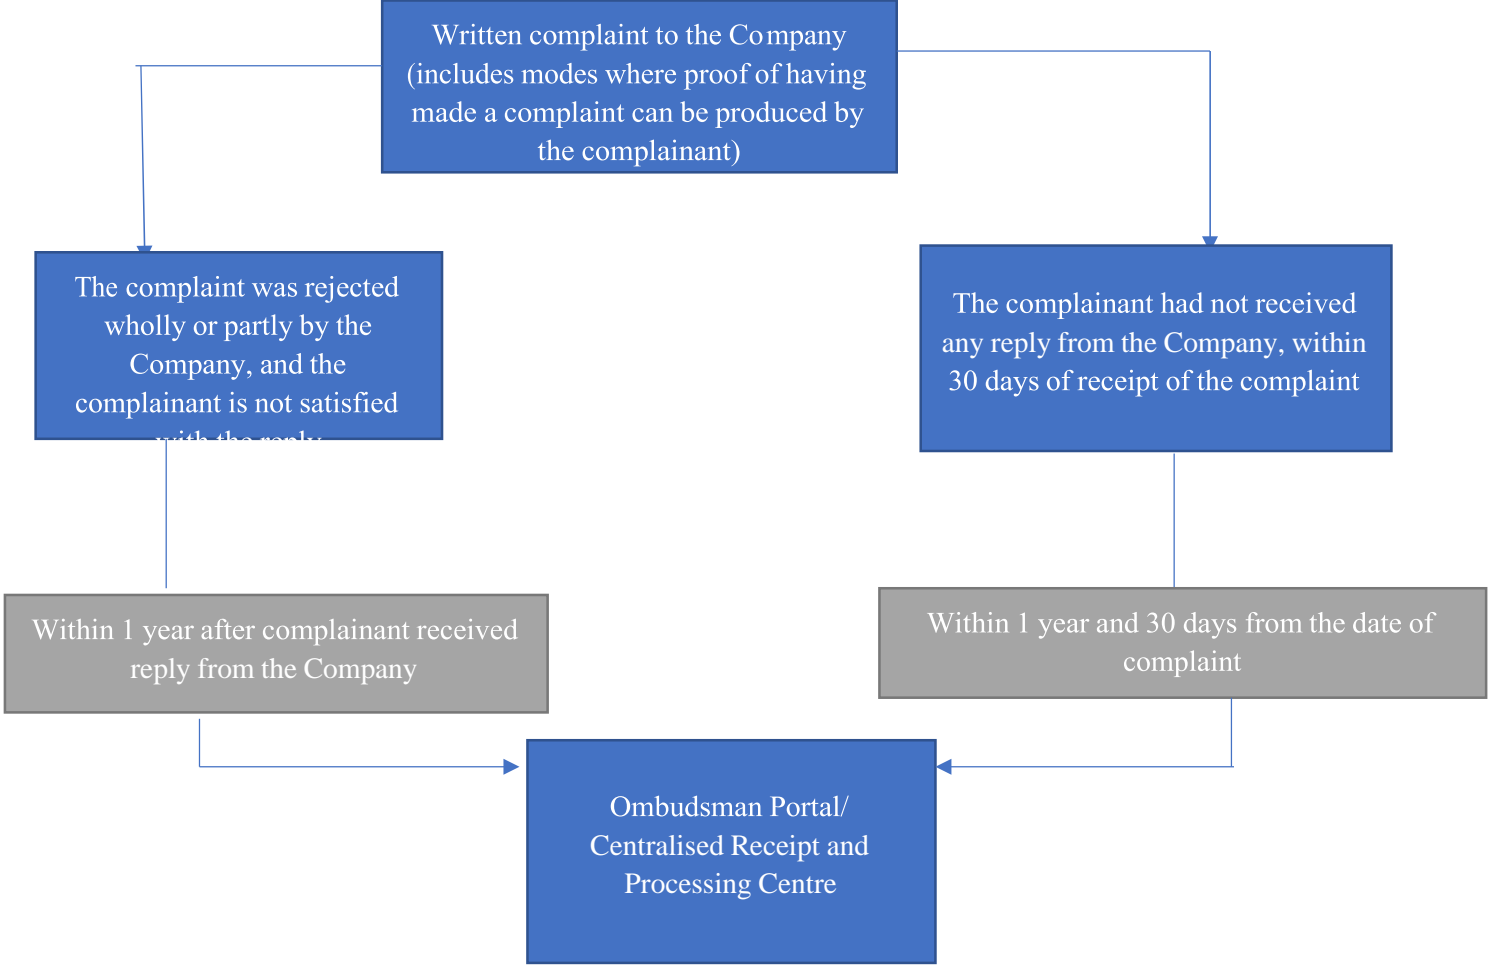 Written complaint to the Company
(includes modes where proof of having
made a complaint can be produced by
the complainant)
The complaint was rejected
wholly or partly by the
Company, and the
complainant is not satisfied
with the reply
The complainant had not received
any reply from the Company, within
30 days of receipt of the complaint
Within 1 year after complainant received
reply from the Company
Within 1 year and 30 days from the date of
complaint
Ombudsman Portal/
Centralised Receipt and
Processing Centre